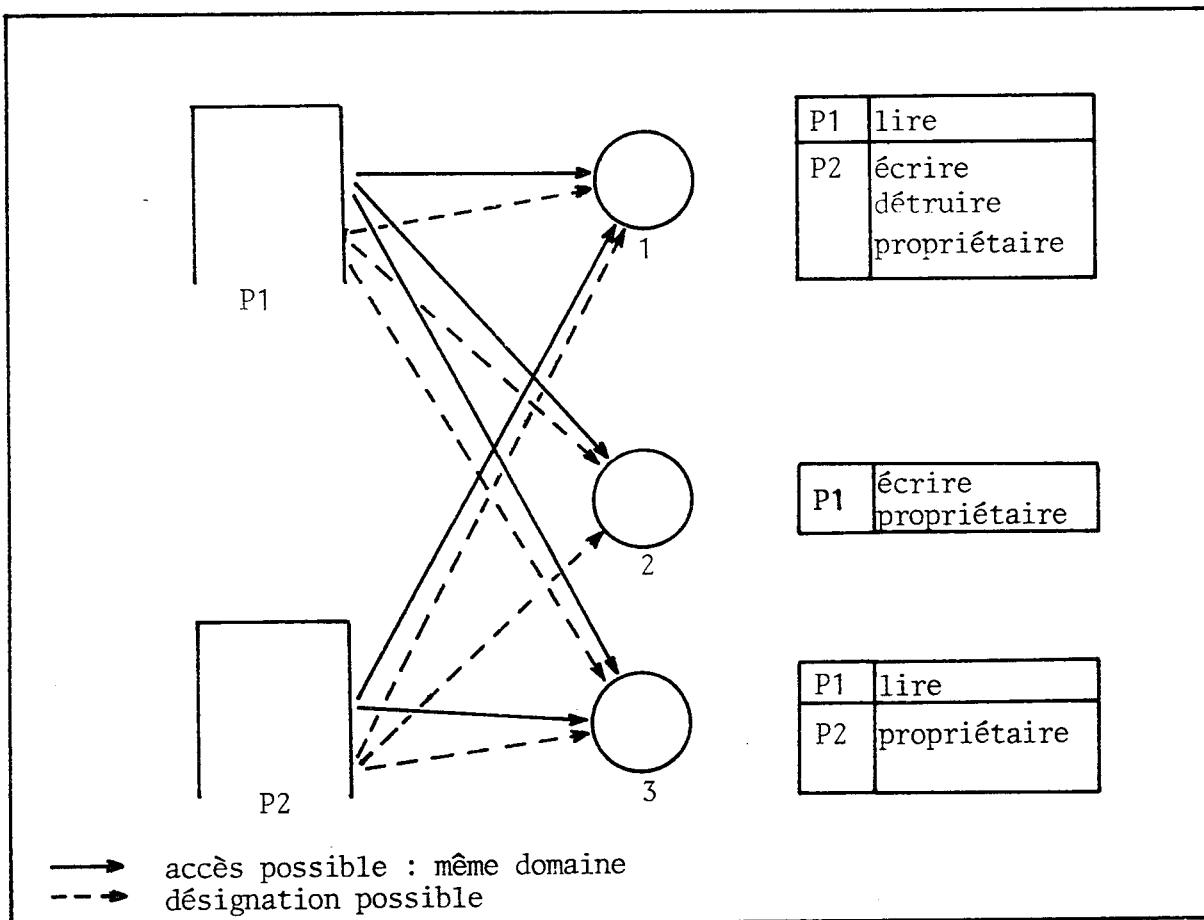 P1 lire
P2 écrire
détruire
propriétaire
1
P1
P1 écrire
propriétaire
2
P1 lire
P2 propriétaire
3
P2
accès possible : même domaine
désignation possible